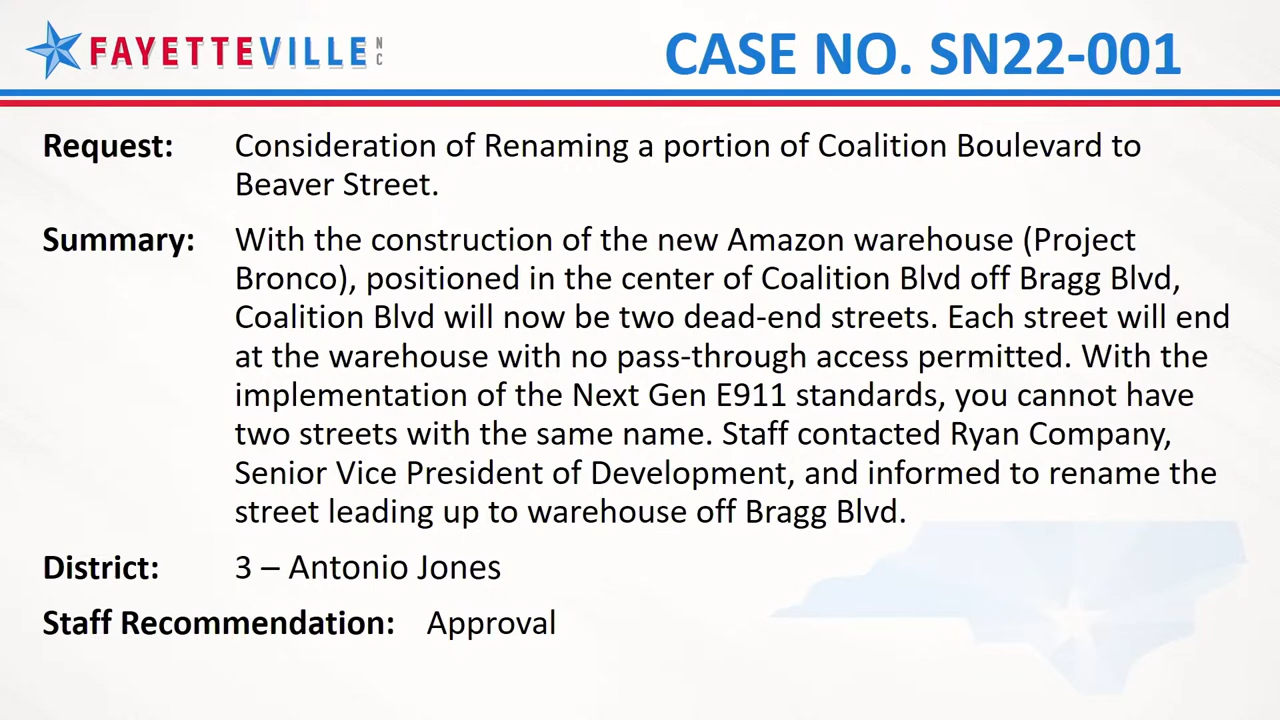 FAYETTEVILLE NC
CASE NO. SN22-001
Request: Consideration of Renaming a portion of Coalition Boulevard to
Beaver Street.
Summary: With the construction of the new Amazon warehouse (Project
Bronco), positioned in the center of Coalition Blvd off Bragg Blvd,
Coalition Blvd will now be two dead-end streets. Each street will end
at the warehouse with no pass-through access permitted. With the
implementation of the Next Gen E911 standards, you cannot have
two streets with the same name. Staff contacted Ryan Company,
Senior Vice President of Development, and informed to rename the
street leading up to warehouse off Bragg Blvd.
District: 3 – Antonio Jones
Staff Recommendation: Approval